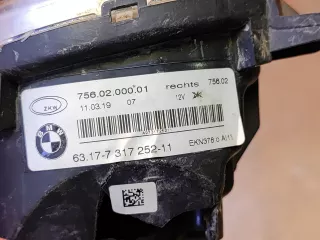 756.02.000.01 rechts 756.02
ZKW 11.03.19 07 12V
BMW
63.17-7 317 252-11 EKN378